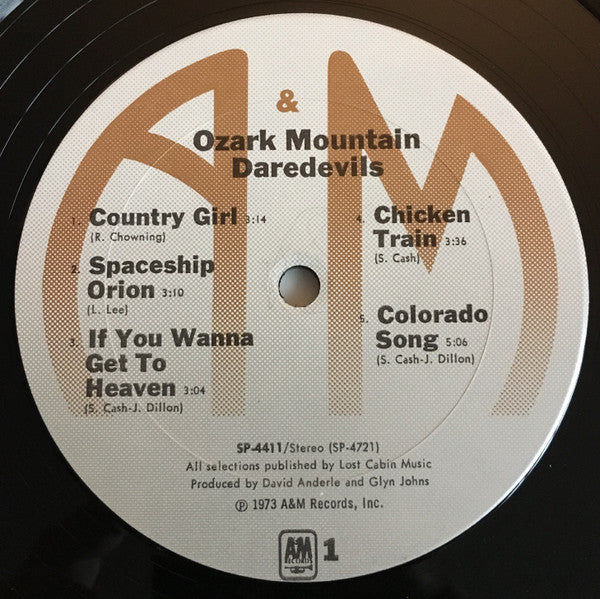 &
Ozark Mountain
Daredevils
1. Country Girl 3:14
(R. Chowning)
2. Spaceship
Orion 3:10
(L. Lee)
3. If You Wanna
Get To
Heaven 3:04
(S. Cash-J. Dillon)
4. Chicken
Train 3:36
(S. Cash)
5. Colorado
Song 5:06
(S. Cash-J. Dillon)
SP-4411/Stereo (SP-4721)
All selections published by Lost Cabin Music
Produced by David Anderle and Glyn Johns
℗ 1973 A&M Records, Inc.
A&M
RECORDS
1
A M